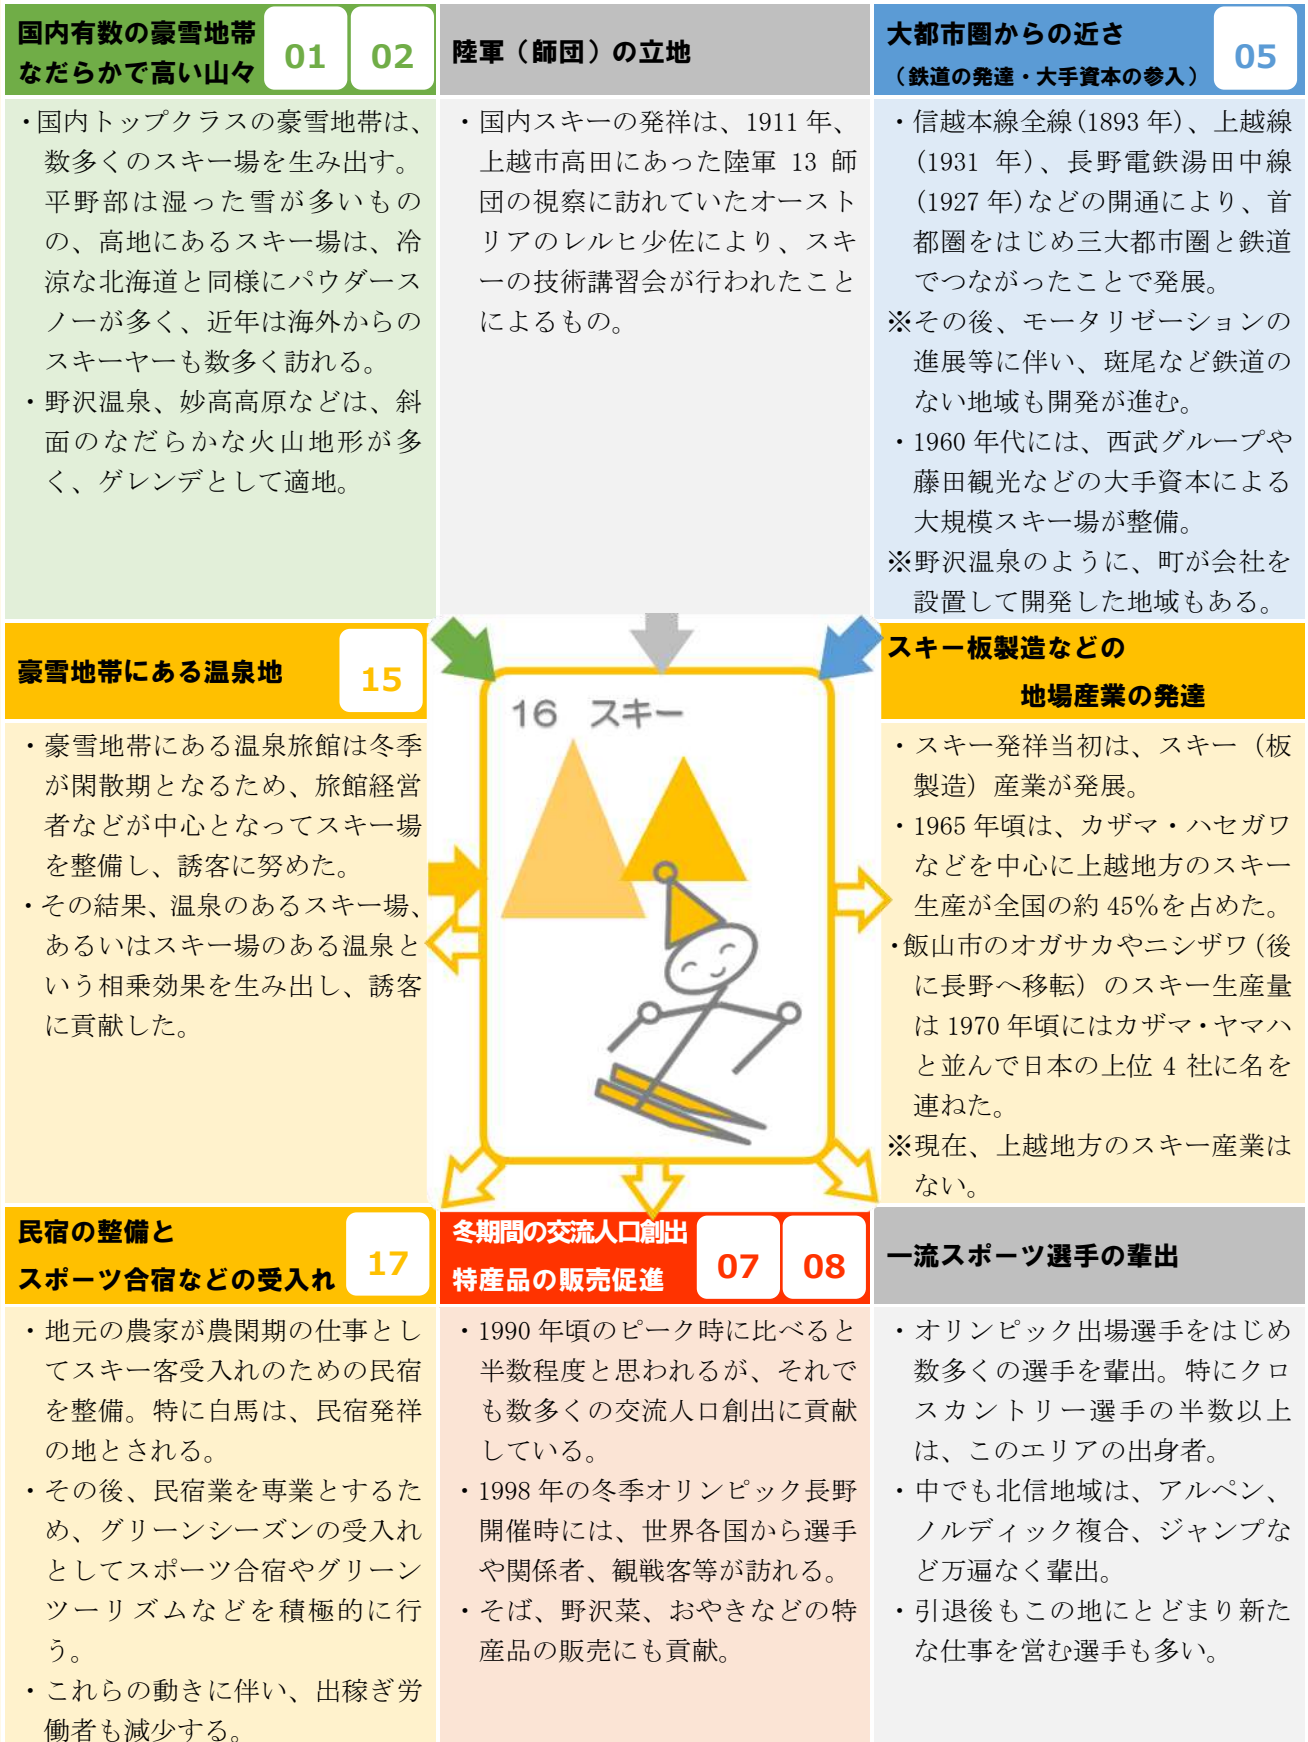 国内有数の豪雪地帯
なだらかで高い山々
01
02
・国内トップクラスの豪雪地帯は、
数多くのスキー場を生み出す。
平野部は湿った雪が多いもの
の、高地にあるスキー場は、冷
涼な北海道と同様にパウダース
ノーが多く、近年は海外からの
スキーヤーも数多く訪れる。
・野沢温泉、妙高高原などは、斜
面のなだらかな火山地形が多
く、ゲレンデとして適地。
陸軍（師団）の立地
・国内スキーの発祥は、1911 年、
上越市高田にあった陸軍 13 師
団の視察に訪れていたオースト
リアのレルヒ少佐により、スキ
ーの技術講習会が行われたこと
によるもの。
大都市圏からの近さ
（鉄道の発達・大手資本の参入）
05
・信越本線全線(1893 年)、上越線
(1931 年)、長野電鉄湯田中線
(1927 年)などの開通により、首
都圏をはじめ三大都市圏と鉄道
でつながったことで発展。
※その後、モータリゼーションの
進展等に伴い、斑尾など鉄道の
ない地域も開発が進む。
・1960 年代には、西武グループや
藤田観光などの大手資本による
大規模スキー場が整備。
※野沢温泉のように、町が会社を
設置して開発した地域もある。
豪雪地帯にある温泉地
15
・豪雪地帯にある温泉旅館は冬季
が閑散期となるため、旅館経営
者などが中心となってスキー場
を整備し、誘客に努めた。
・その結果、温泉のあるスキー場、
あるいはスキー場のある温泉と
いう相乗効果を生み出し、誘客
に貢献した。
16 スキー
スキー板製造などの
地場産業の発達
・スキー発祥当初は、スキー（板
製造）産業が発展。
・1965 年頃は、カザマ・ハセガワ
などを中心に上越地方のスキー
生産が全国の約 45％を占めた。
・飯山市のオガサカやニシザワ（後
に長野へ移転）のスキー生産量
は 1970 年頃にはカザマ・ヤマハ
と並んで日本の上位 4 社に名を
連ねた。
※現在、上越地方のスキー産業は
ない。
民宿の整備と
スポーツ合宿などの受入れ
17
・地元の農家が農閑期の仕事とし
てスキー客受入れのための民宿
を整備。特に白馬は、民宿発祥
の地とされる。
・その後、民宿業を専業とするた
め、グリーンシーズンの受入れ
としてスポーツ合宿やグリーン
ツーリズムなどを積極的に行
う。
・これらの動きに伴い、出稼ぎ労
働者も減少する。
冬期間の交流人口創出
特産品の販売促進
07
08
・1990 年頃のピーク時に比べると
半数程度と思われるが、それで
も数多くの交流人口創出に貢献
している。
・1998 年の冬季オリンピック長野
開催時には、世界各国から選手
や関係者、観戦客等が訪れる。
・そば、野沢菜、おやきなどの特
産品の販売にも貢献。
一流スポーツ選手の輩出
・オリンピック出場選手をはじめ
数多くの選手を輩出。特にクロ
スカントリー選手の半数以上
は、このエリアの出身者。
・中でも北信地域は、アルペン、
ノルディック複合、ジャンプな
ど万遍なく輩出。
・引退後もこの地にとどまり新た
な仕事を営む選手も多い。